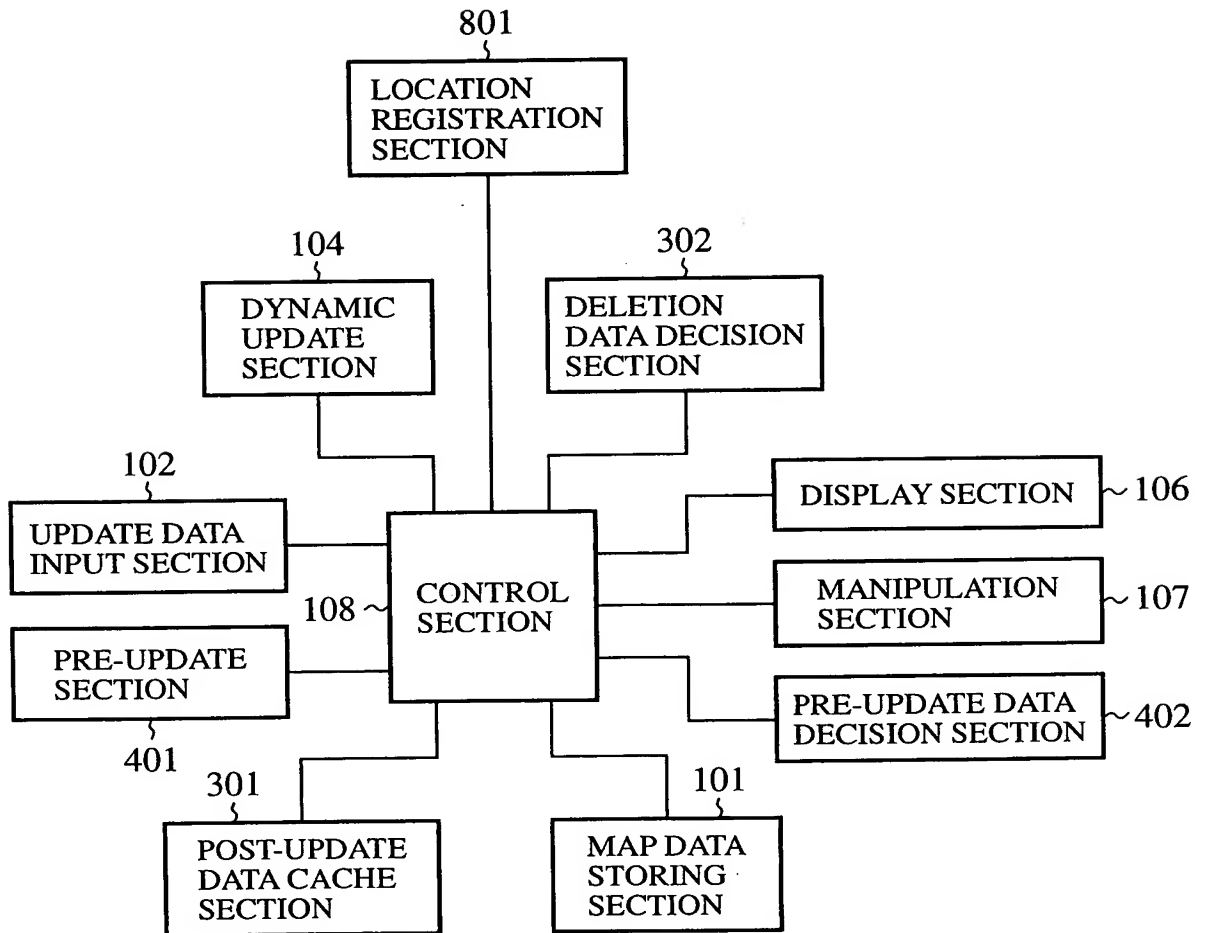 801
LOCATION
REGISTRATION
SECTION
104
DYNAMIC
UPDATE
SECTION
302
DELETION
DATA DECISION
SECTION
102
UPDATE DATA
INPUT SECTION
DISPLAY SECTION
106
108
CONTROL
SECTION
MANIPULATION
SECTION
107
PRE-UPDATE
SECTION
401
PRE-UPDATE DATA
DECISION SECTION
402
301
POST-UPDATE
DATA CACHE
SECTION
101
MAP DATA
STORING
SECTION